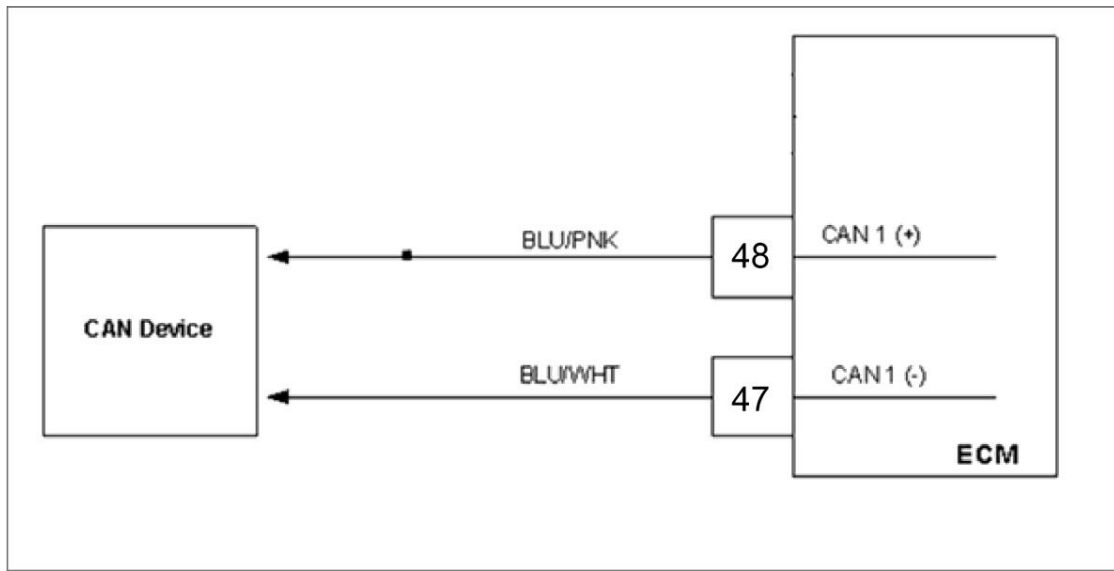 BLU/PNK
48
CAN 1 (+)
CAN Device
BLU/WHT
47
CAN 1 (-)
ECM